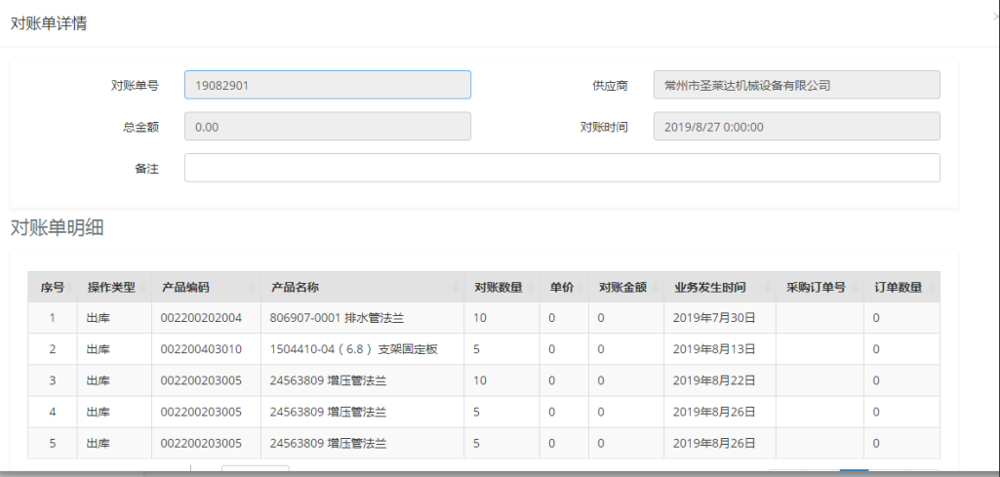 对账单详情
对账单号 19082901 供应商 常州市圣莱达机械设备有限公司
总金额 0.00 对账时间 2019/8/27 0:00:00
备注
对账单明细
序号 操作类型 产品编码 产品名称 对账数量 单价 对账金额 业务发生时间 采购订单号 订单数量
1 出库 002200202004 806907-0001 排水管法兰 10 0 0 2019年7月30日 0
2 出库 002200403010 1504410-04（6.8）支架固定板 5 0 0 2019年8月13日 0
3 出库 002200203005 24563809 增压管法兰 10 0 0 2019年8月22日 0
4 出库 002200203005 24563809 增压管法兰 5 0 0 2019年8月26日 0
5 出库 002200203005 24563809 增压管法兰 5 0 0 2019年8月26日 0